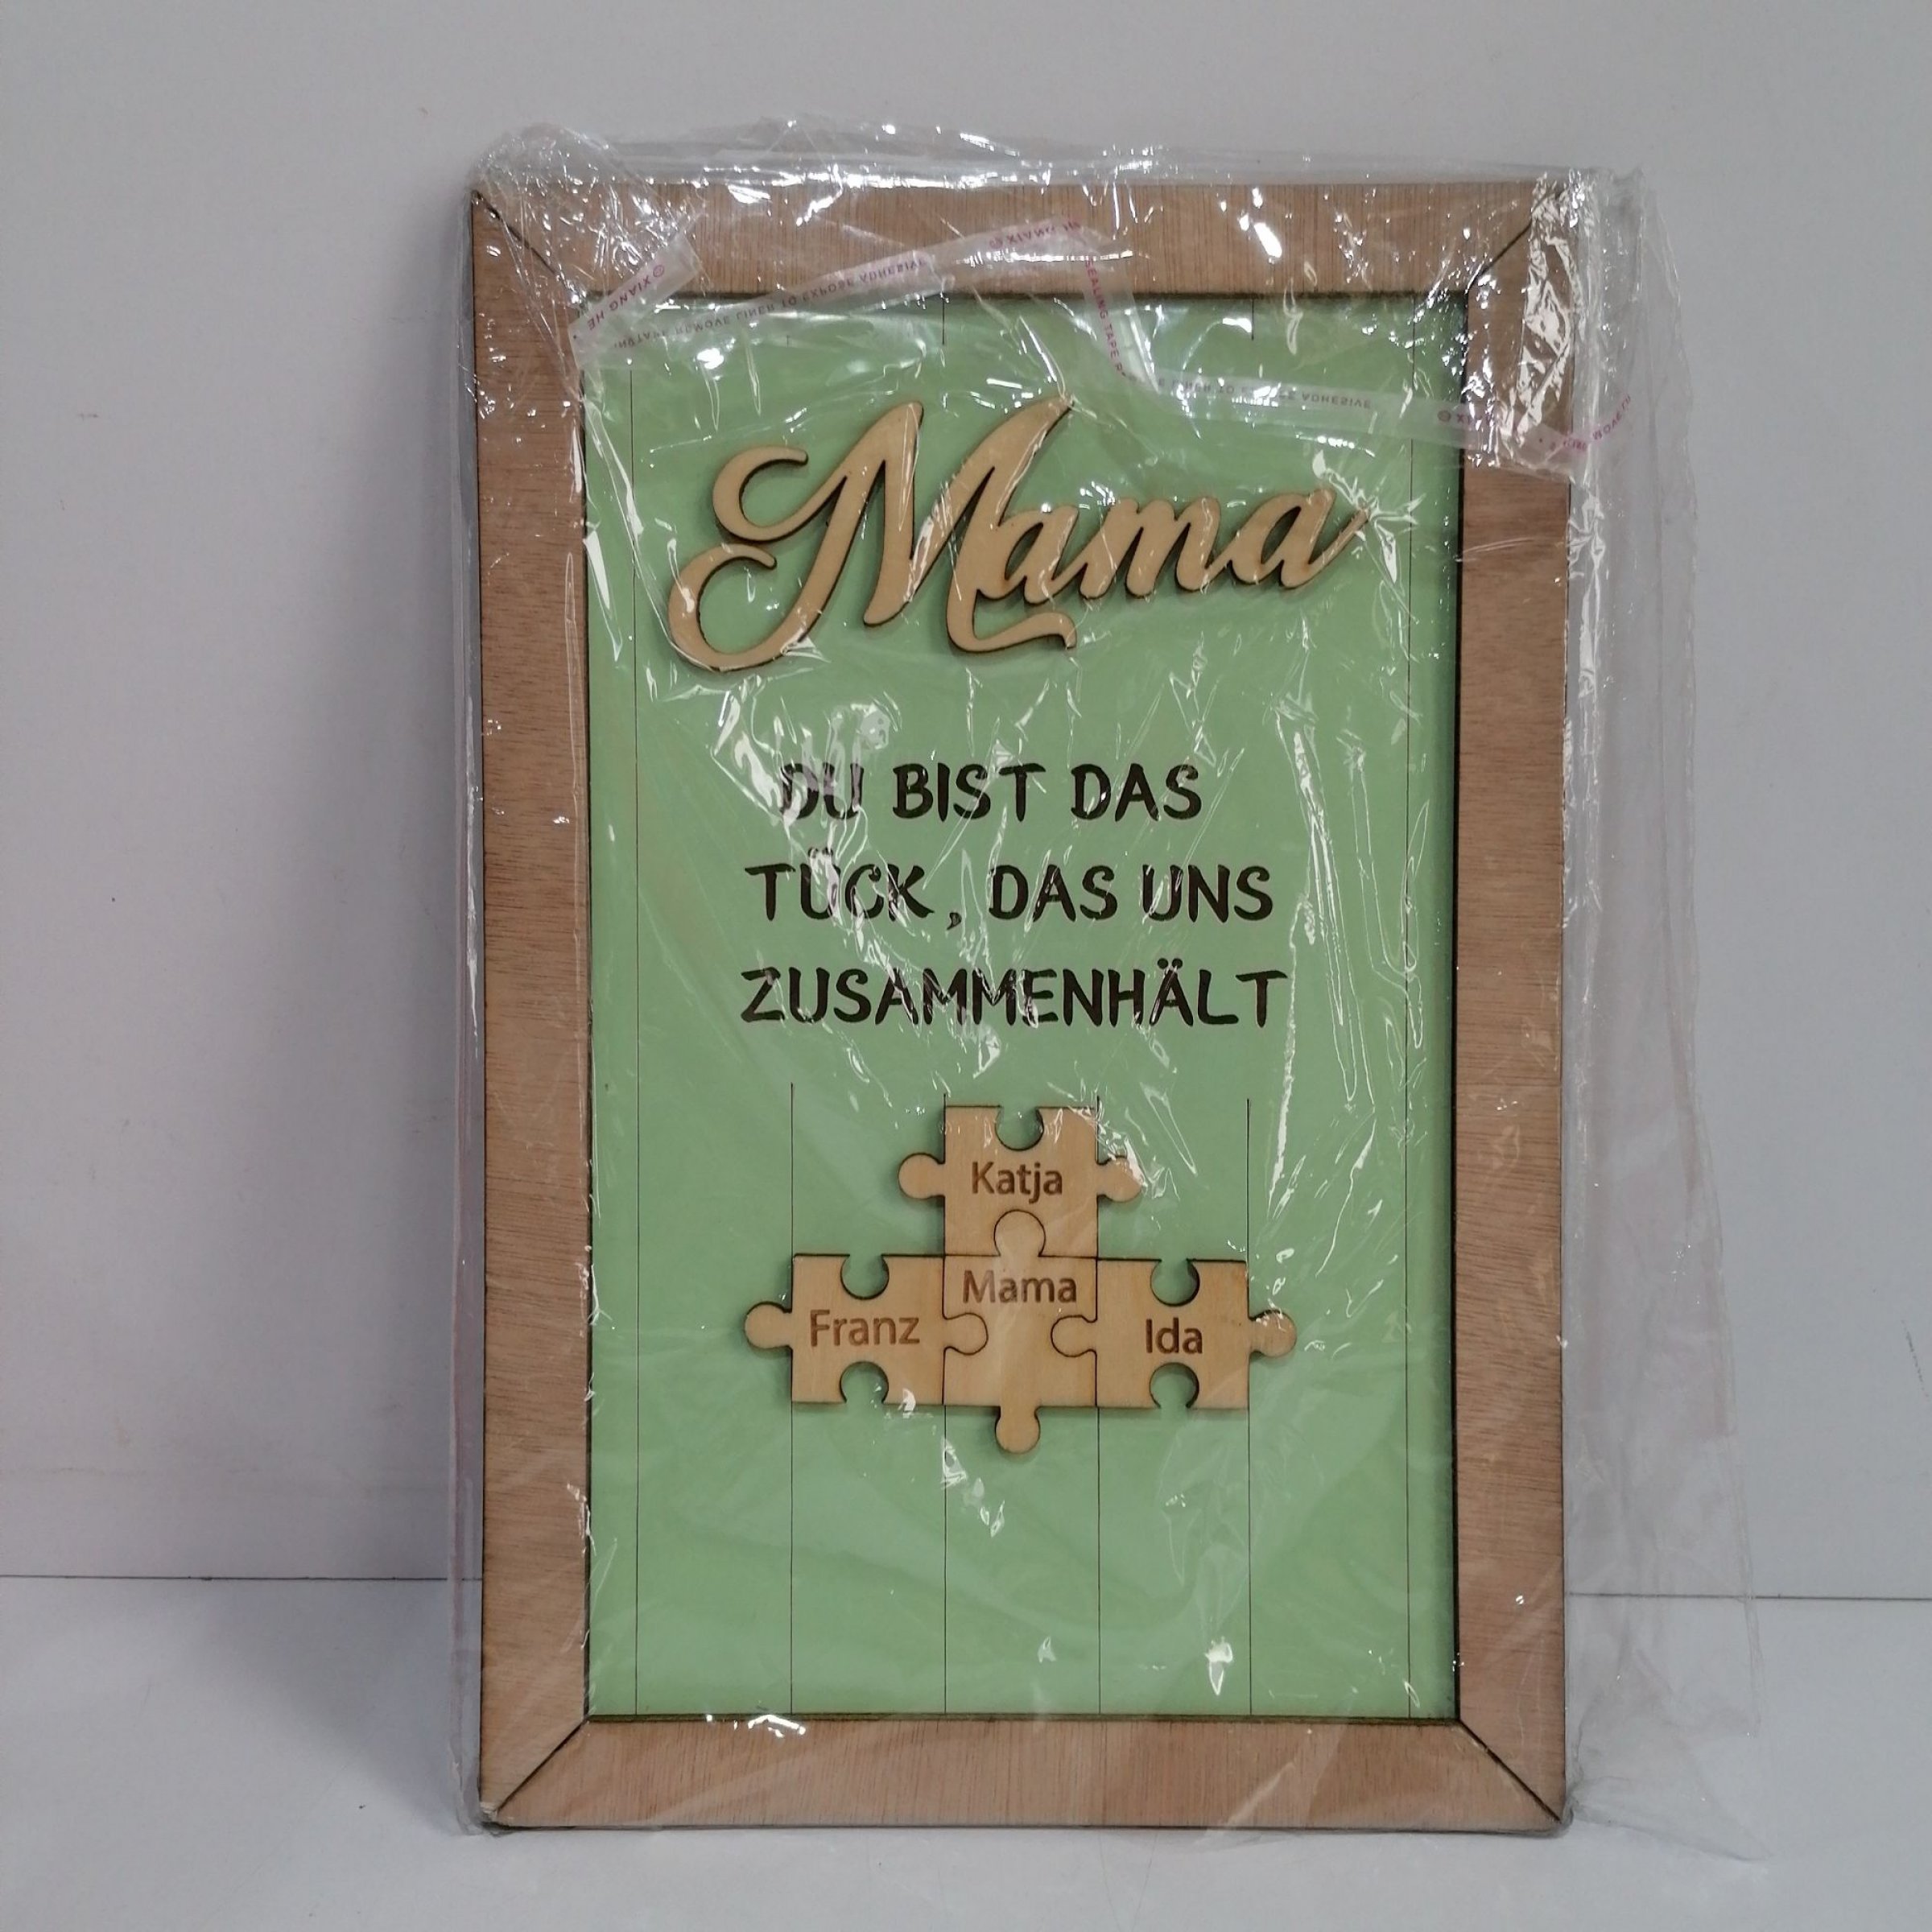 Mama
DU BIST DAS
TÜCK, DAS UNS
ZUSAMMENHÄLT
Katja
Mama
Franz
Ida